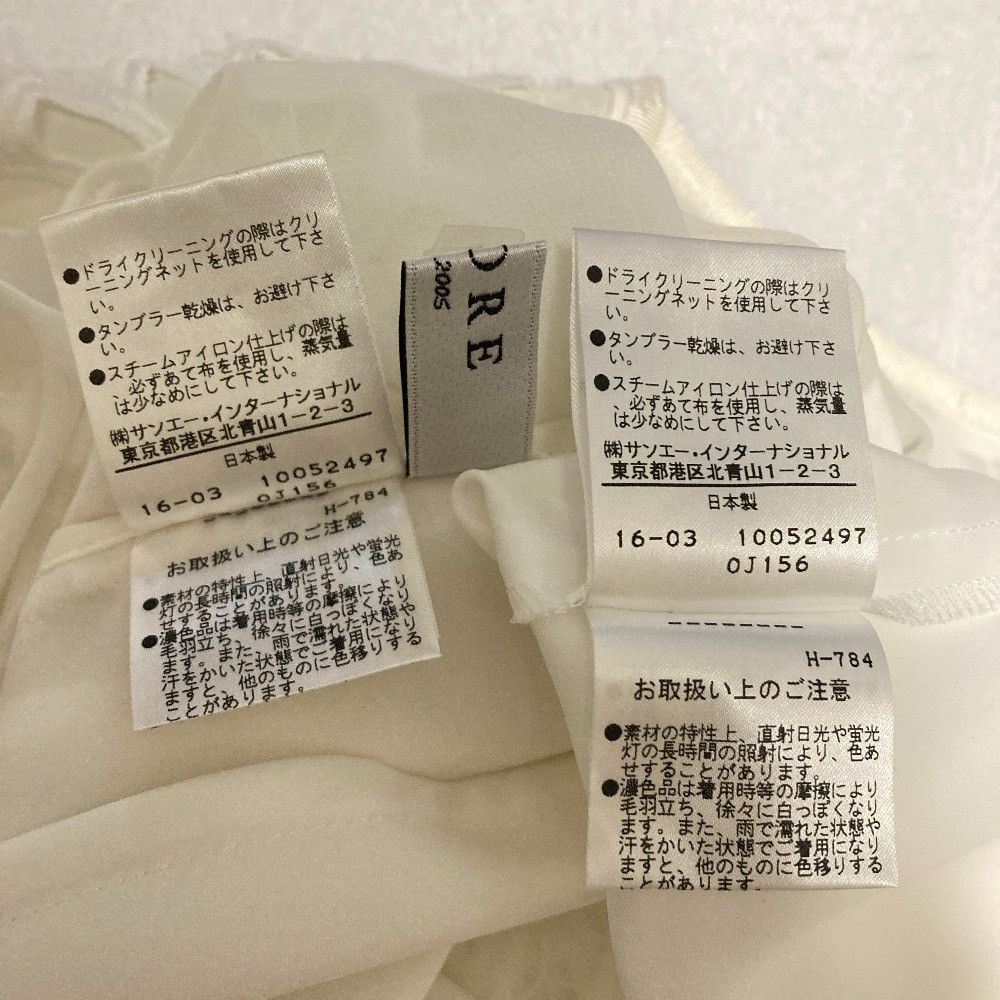 ●ドライクリーニングの際はクリ
ーニングネットを使用して下さ
い。
●タンブラー乾燥は、お避け下さ
い。
●スチームアイロン仕上げの際は
、必ずあて布を使用し、蒸気量
は少なめにして下さい。
㈱サンエー・インターナショナル
東京都港区北青山1-2-3
日本製
16-03 10052497
0J156
H-784
お取扱い上のご注意
●素材の特性上、直射日光や蛍光
灯の長時間の照射により、色あ
せすることがあります。
●濃色品は着用時等の摩擦により
毛羽立ち、徐々に白っぽくなり
ます。また、雨で濡れた状態や
汗をかいた状態でご着用になり
ますと、他のものに色移りする
ことがあります。
ORE
2005
●ドライクリーニングの際はクリ
ーニングネットを使用して下さ
い。
●タンブラー乾燥は、お避け下さ
い。
●スチームアイロン仕上げの際は
、必ずあて布を使用し、蒸気量
は少なめにして下さい。
㈱サンエー・インターナショナル
東京都港区北青山1-2-3
日本製
16-03 10052497
0J156
--------
H-784
お取扱い上のご注意
●素材の特性上、直射日光や蛍光
灯の長時間の照射により、色あ
せすることがあります。
●濃色品は着用時等の摩擦により
毛羽立ち、徐々に白っぽくなり
ます。また、雨で濡れた状態や
汗をかいた状態でご着用になり
ますと、他のものに色移りする
ことがあります。